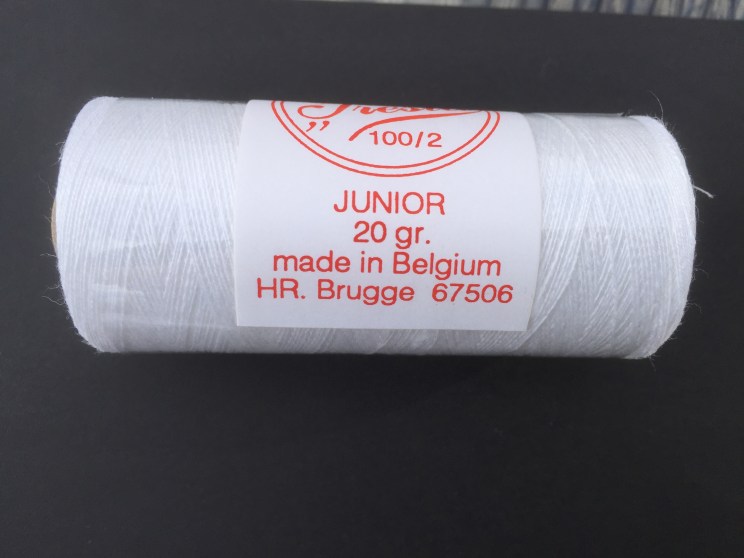 100/2
JUNIOR
20 gr.
made in Belgium
HR. Brugge 67506